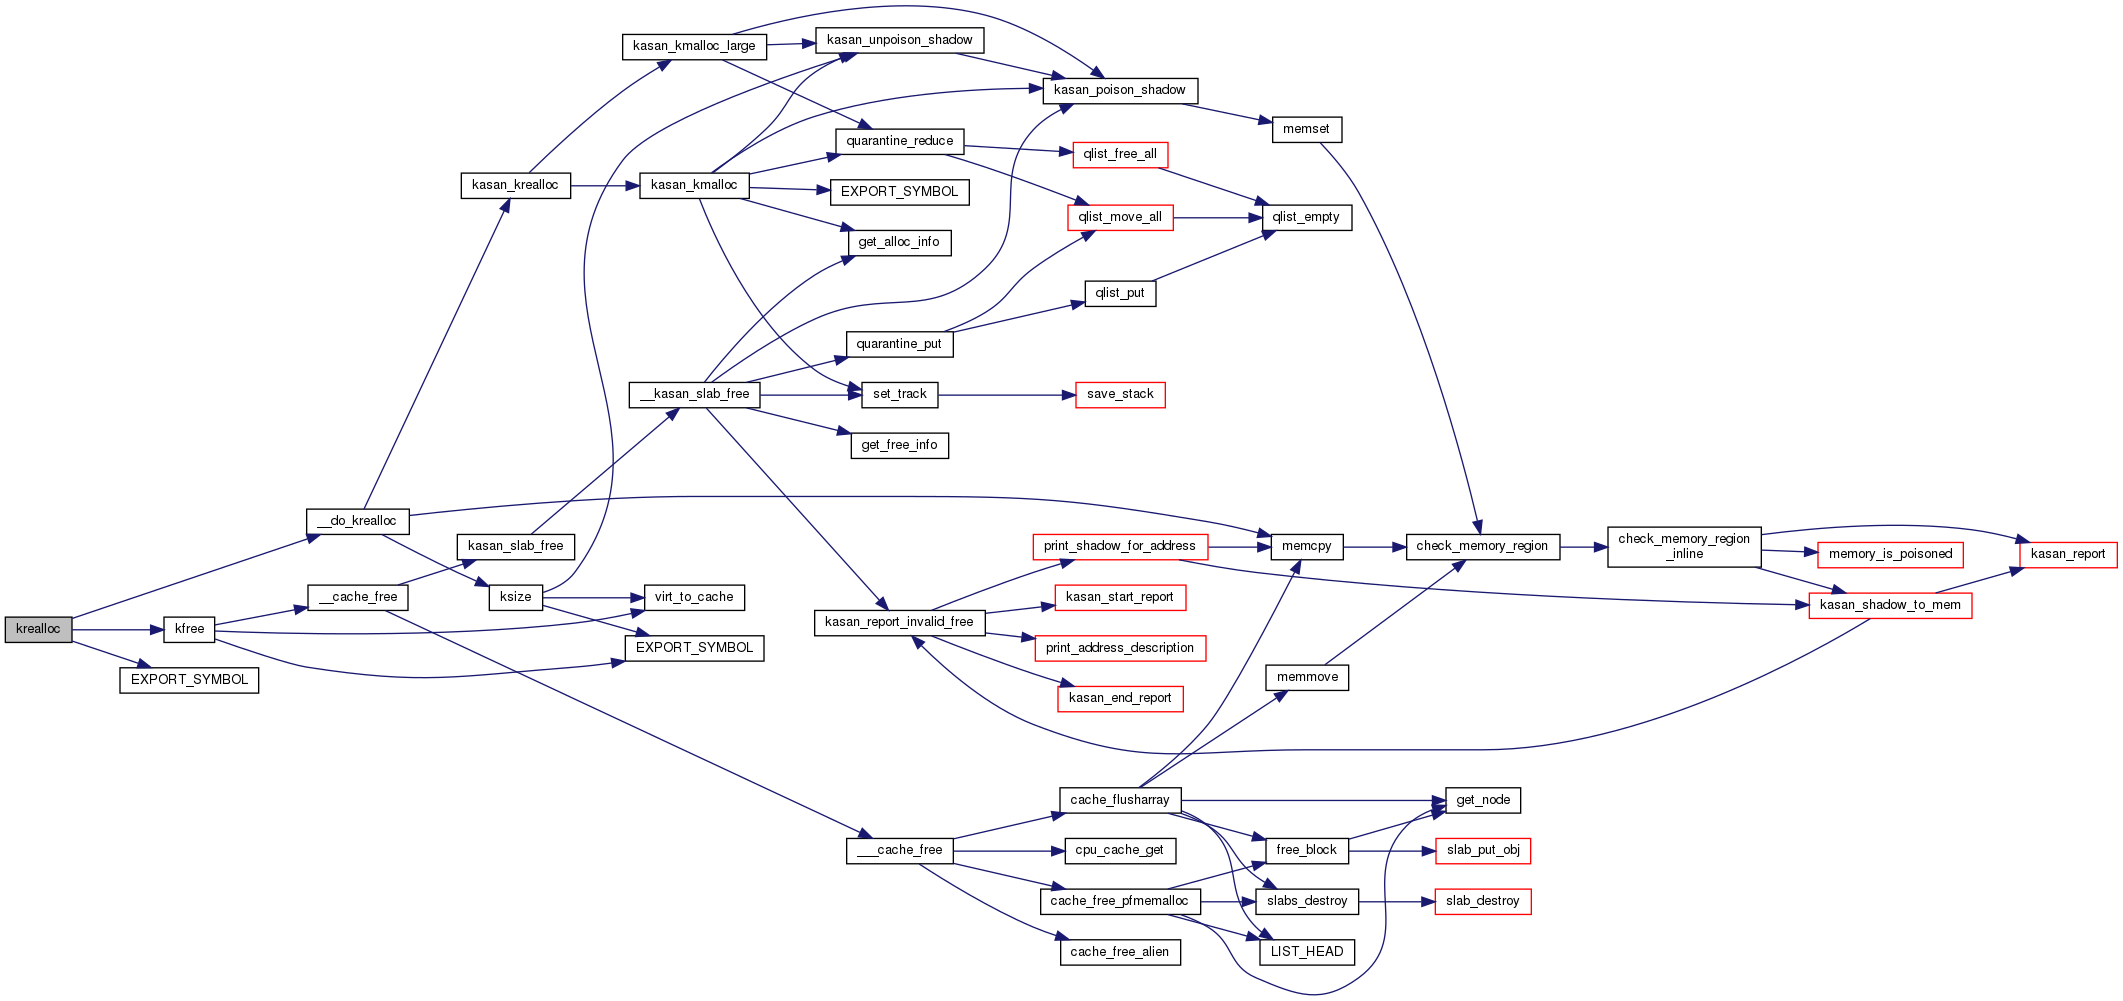 kasan_kmalloc_large
kasan_unpoison_shadow
kasan_poison_shadow
memset
quarantine_reduce
qlist_free_all
kasan_krealloc
kasan_kmalloc
EXPORT_SYMBOL
qlist_move_all
qlist_empty
get_alloc_info
qlist_put
quarantine_put
__kasan_slab_free
set_track
save_stack
get_free_info
__do_krealloc
kasan_slab_free
print_shadow_for_address
memcpy
check_memory_region
check_memory_region
_inline
memory_is_poisoned
kasan_report
__cache_free
ksize
virt_to_cache
kasan_start_report
kasan_shadow_to_mem
krealloc
kfree
kasan_report_invalid_free
EXPORT_SYMBOL
print_address_description
EXPORT_SYMBOL
memmove
kasan_end_report
cache_flusharray
get_node
___cache_free
cpu_cache_get
free_block
slab_put_obj
cache_free_pfmemalloc
slabs_destroy
slab_destroy
cache_free_alien
LIST_HEAD